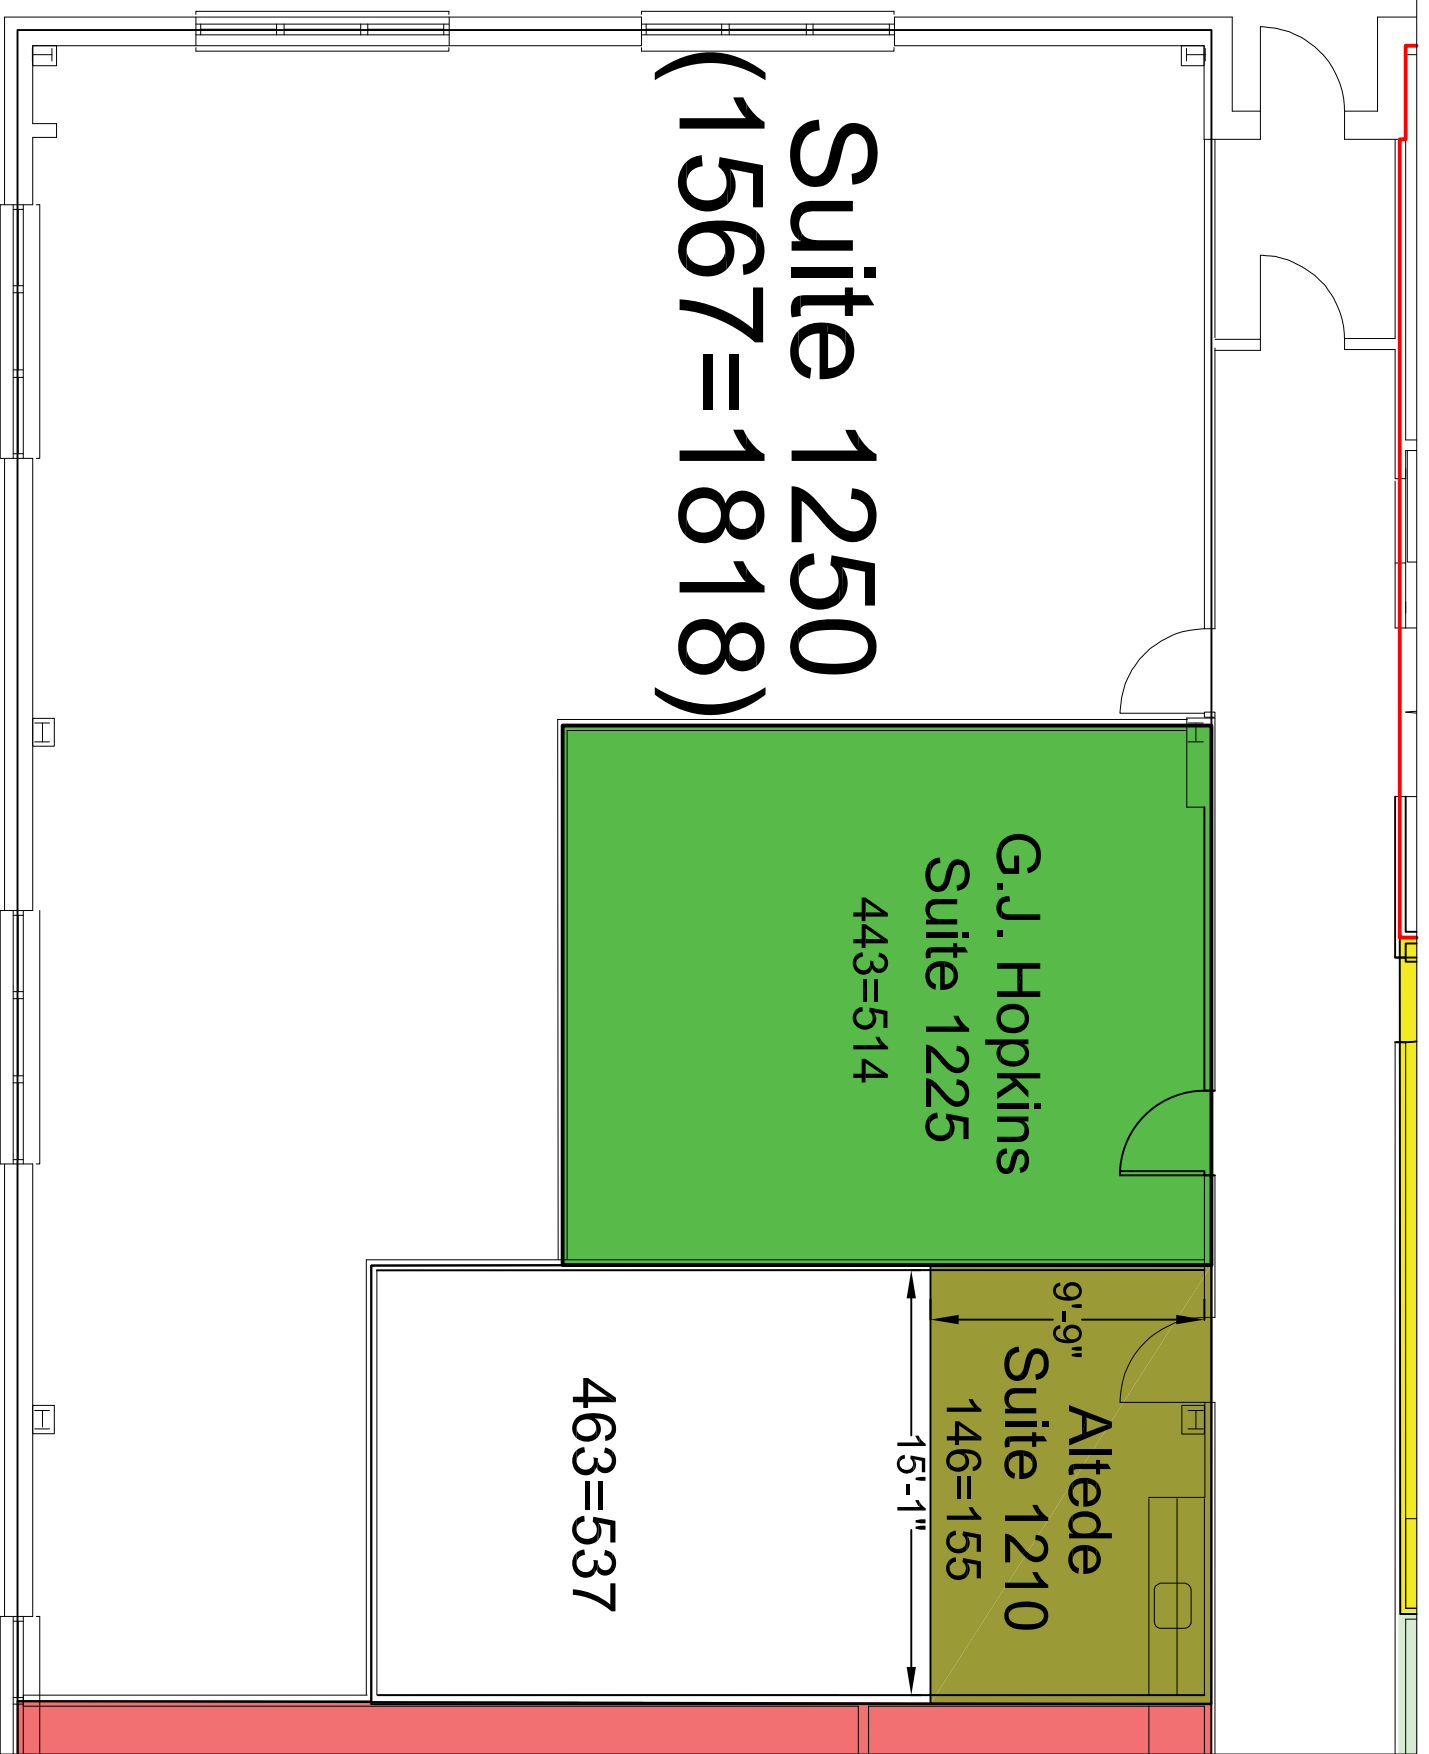 Suite 1250
(1567=1818)
G.J. Hopkins
Suite 1225
443=514
Altede
Suite 1210
146=155
9'-9"
15'-1"
463=537